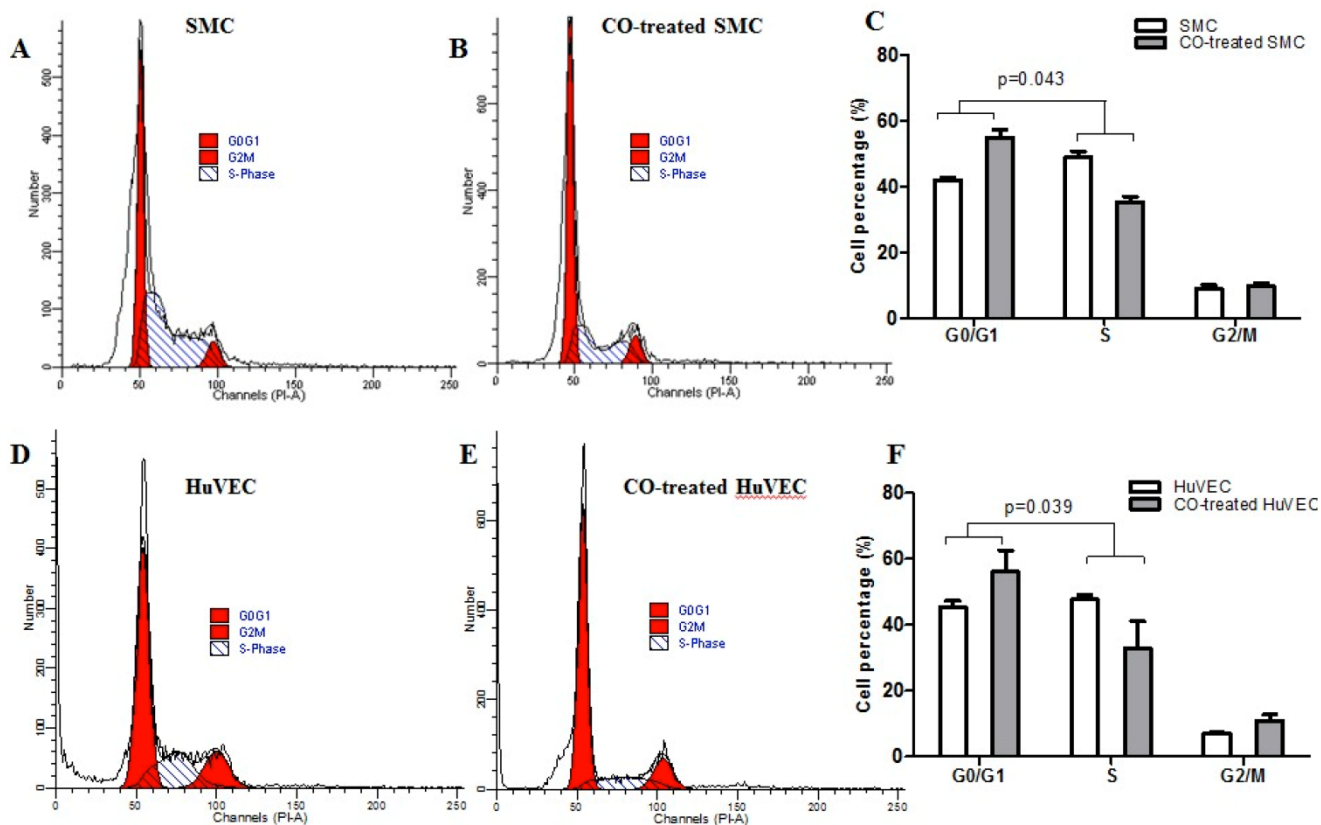 A
SMC
600
500
400
300
200
100
0
Number
G0G1
G2M
S-Phase
0 50 100 150 200 250
Channels (PI-A)
B
CO-treated SMC
600
400
200
0
Number
G0G1
G2M
S-Phase
0 50 100 150 200 250
Channels (PI-A)
C
SMC
CO-treated SMC
p=0.043
80
60
40
20
0
Cell percentage (%)
G0/G1 S G2/M
D
HuVEC
500
400
300
200
100
0
Number
G0G1
G2M
S-Phase
0 50 100 150 200 250
Channels (PI-A)
E
CO-treated HuVEC
600
400
200
0
Number
G0G1
G2M
S-Phase
0 50 100 150 200 250
Channels (PI-A)
F
HuVEC
CO-treated HuVEC
p=0.039
80
60
40
20
0
Cell percentage (%)
G0/G1 S G2/M